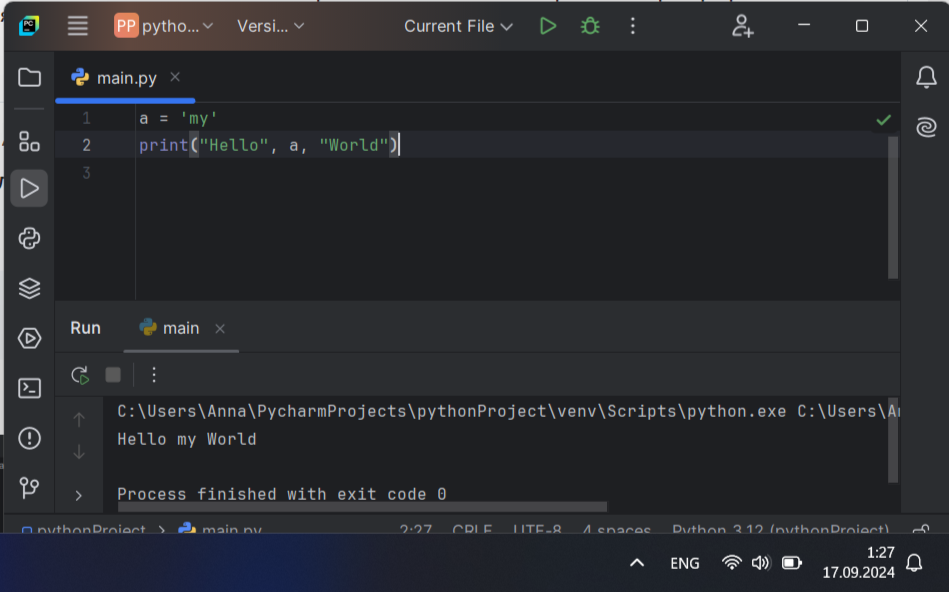 PC PP pytho... Versi... Current File
main.py
1 a = 'my'
2 print("Hello", a, "World")
3
Run main
C:\Users\Anna\PycharmProjects\pythonProject\venv\Scripts\python.exe C:\Users\
Hello my World
Process finished with exit code 0
pythonProject > main.py 2:27 CRLF UTF-8 4 spaces Python 3.12 (pythonProject)
ENG 1:27
17.09.2024